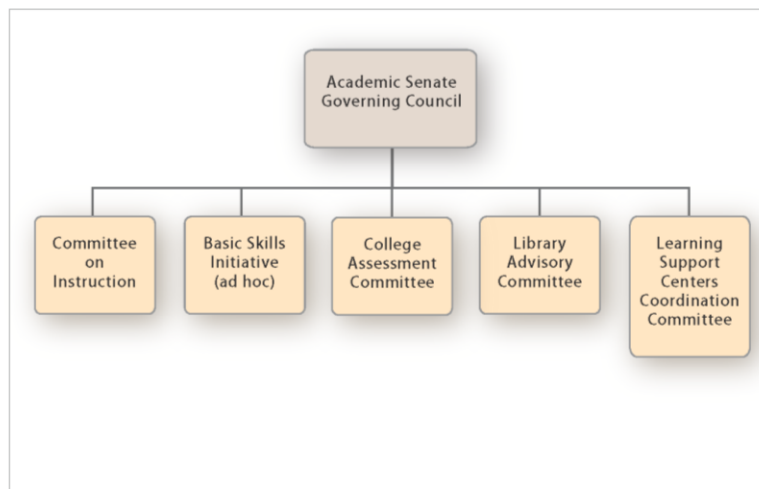 Academic Senate
Governing Council
Committee
on
Instruction
Basic Skills
Initiative
(ad hoc)
College
Assessment
Committee
Library
Advisory
Committee
Learning
Support
Centers
Coordination
Committee